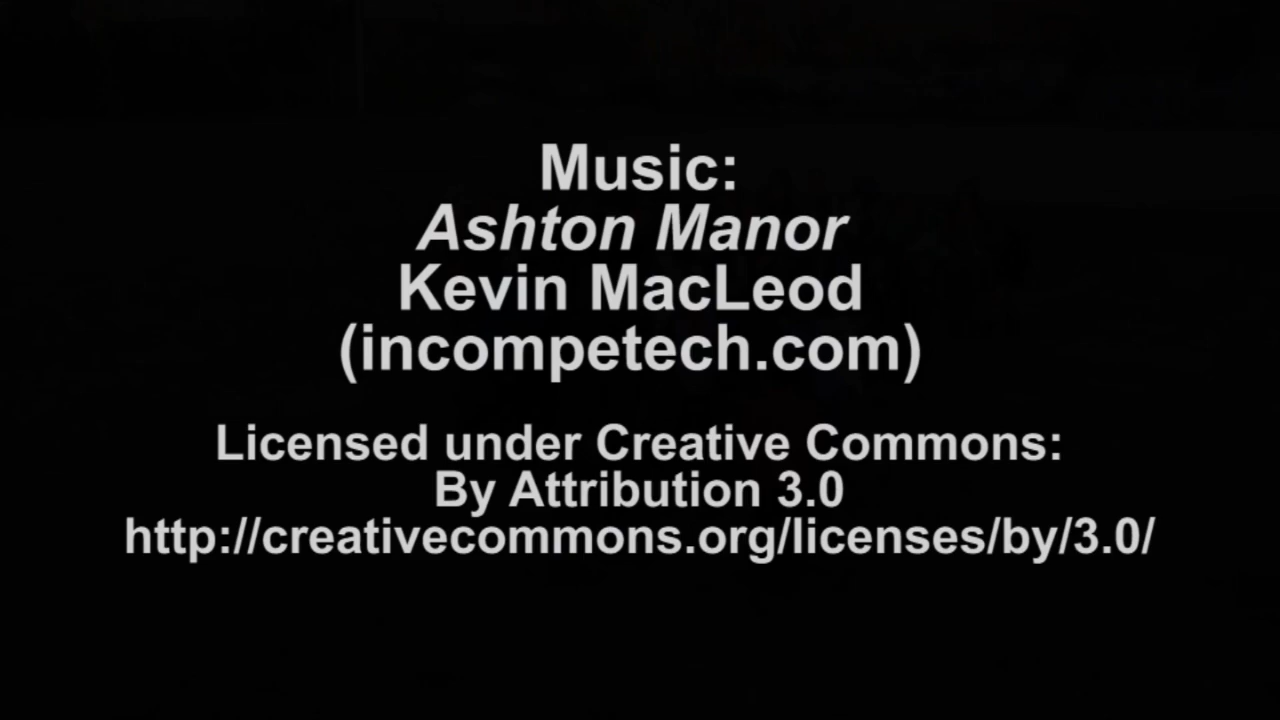 Music:
Ashton Manor
Kevin MacLeod
(incompetech.com)
Licensed under Creative Commons:
By Attribution 3.0
http://creativecommons.org/licenses/by/3.0/